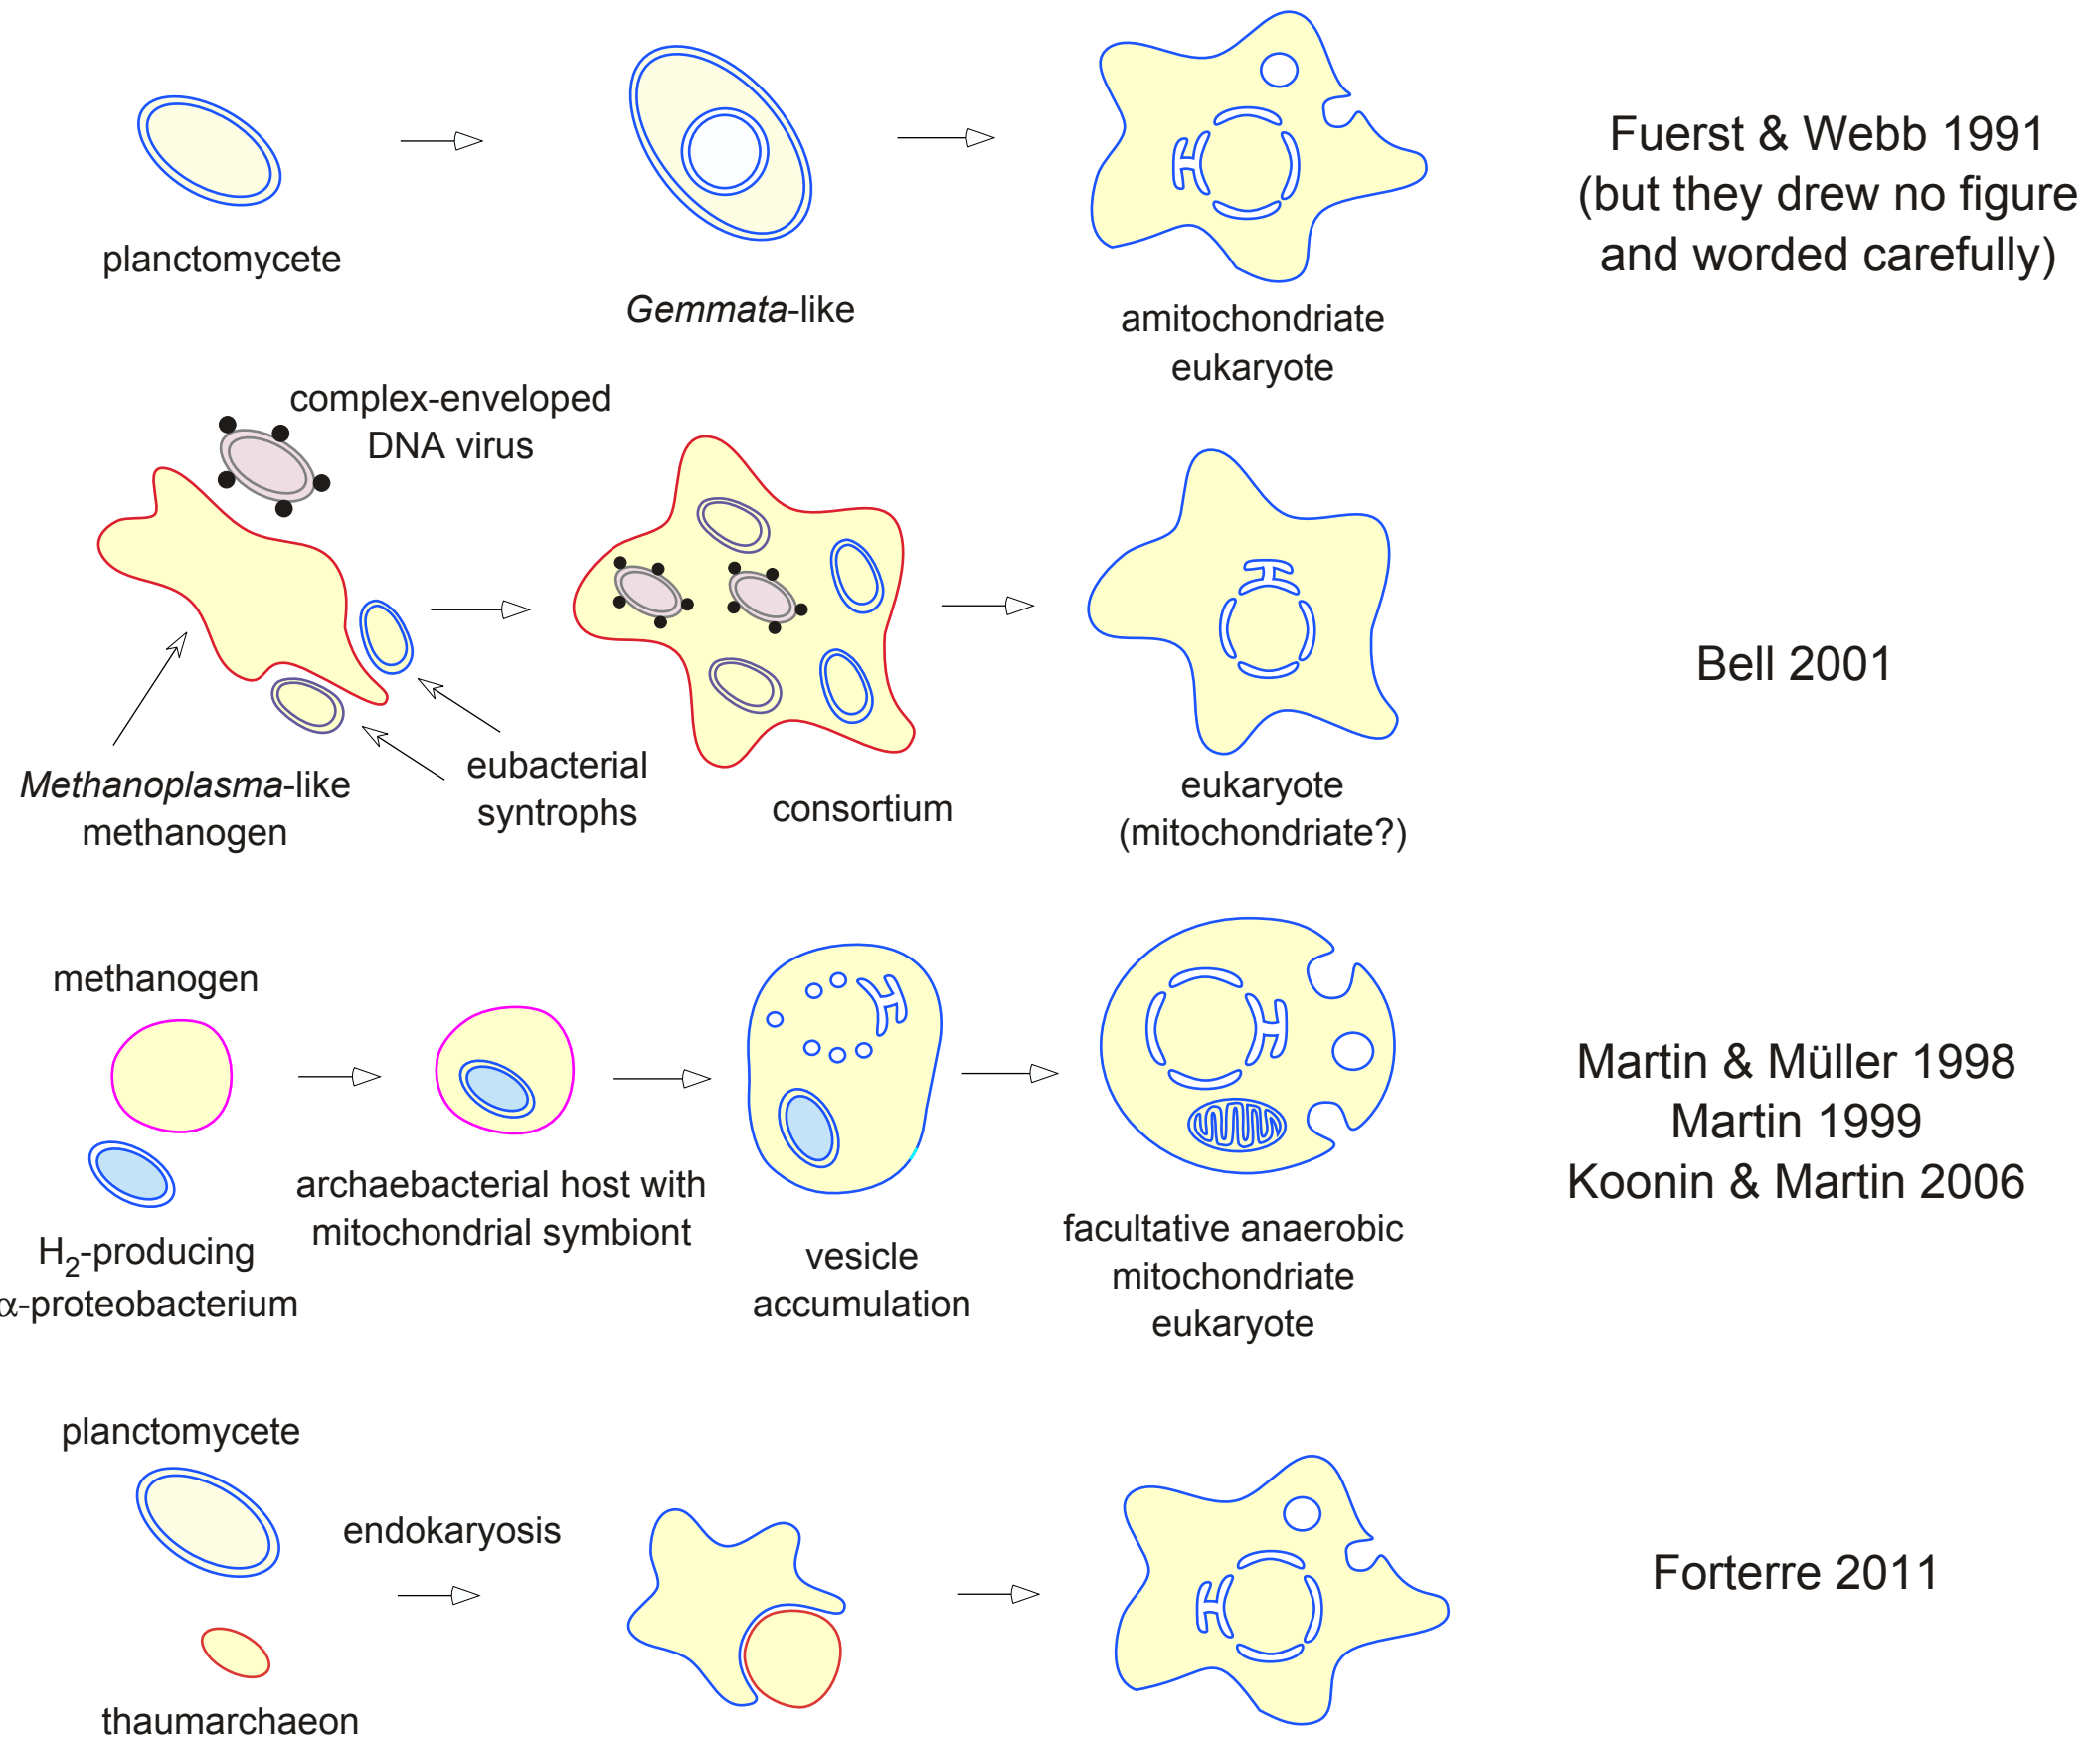 planctomycete
Gemmata-like
amitochondriate
eukaryote
Fuerst & Webb 1991
(but they drew no figure
and worded carefully)
complex-enveloped
DNA virus
Methanoplasma-like
methanogen
eubacterial
syntrophs
consortium
eukaryote
(mitochondriate?)
Bell 2001
methanogen
H₂-producing
α-proteobacterium
archaebacterial host with
mitochondrial symbiont
vesicle
accumulation
facultative anaerobic
mitochondriate
eukaryote
Martin & Müller 1998
Martin 1999
Koonin & Martin 2006
planctomycete
endokaryosis
thaumarchaeon
Forterre 2011